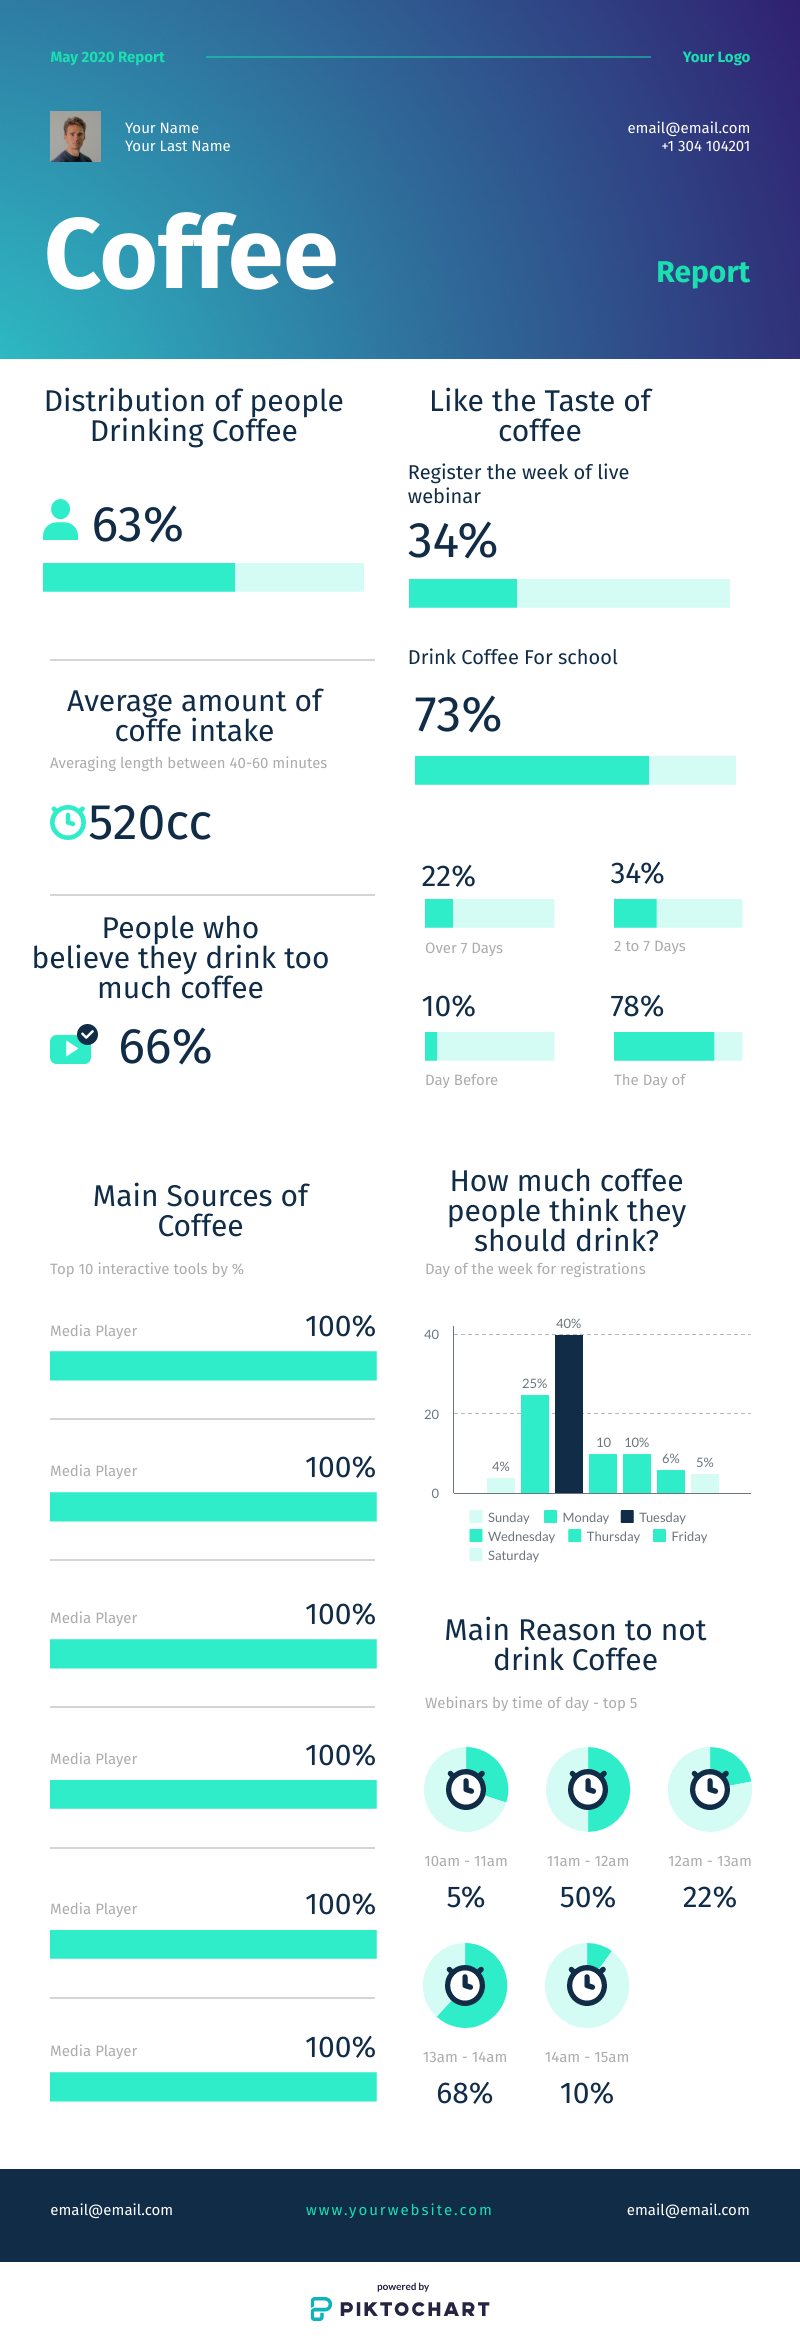 May 2020 Report
Your Logo
Your Name
Your Last Name
email@email.com
+1 304 104201
Coffee
Report
Distribution of people
Drinking Coffee
63%
Average amount of
coffe intake
Averaging length between 40-60 minutes
520cc
People who
believe they drink too
much coffee
66%
Like the Taste of
coffee
Register the week of live
webinar
34%
Drink Coffee For school
73%
22%
Over 7 Days
34%
2 to 7 Days
10%
Day Before
78%
The Day of
Main Sources of
Coffee
Top 10 interactive tools by %
Media Player 100%
Media Player 100%
Media Player 100%
Media Player 100%
Media Player 100%
Media Player 100%
How much coffee
people think they
should drink?
Day of the week for registrations
40
20
0
4%
25%
40%
10
10%
6%
5%
Sunday Monday Tuesday
Wednesday Thursday Friday
Saturday
Main Reason to not
drink Coffee
Webinars by time of day - top 5
10am - 11am 11am - 12am 12am - 13am
5% 50% 22%
13am - 14am 14am - 15am
68% 10%
email@email.com www.yourwebsite.com email@email.com
powered by
PIKTOCHART